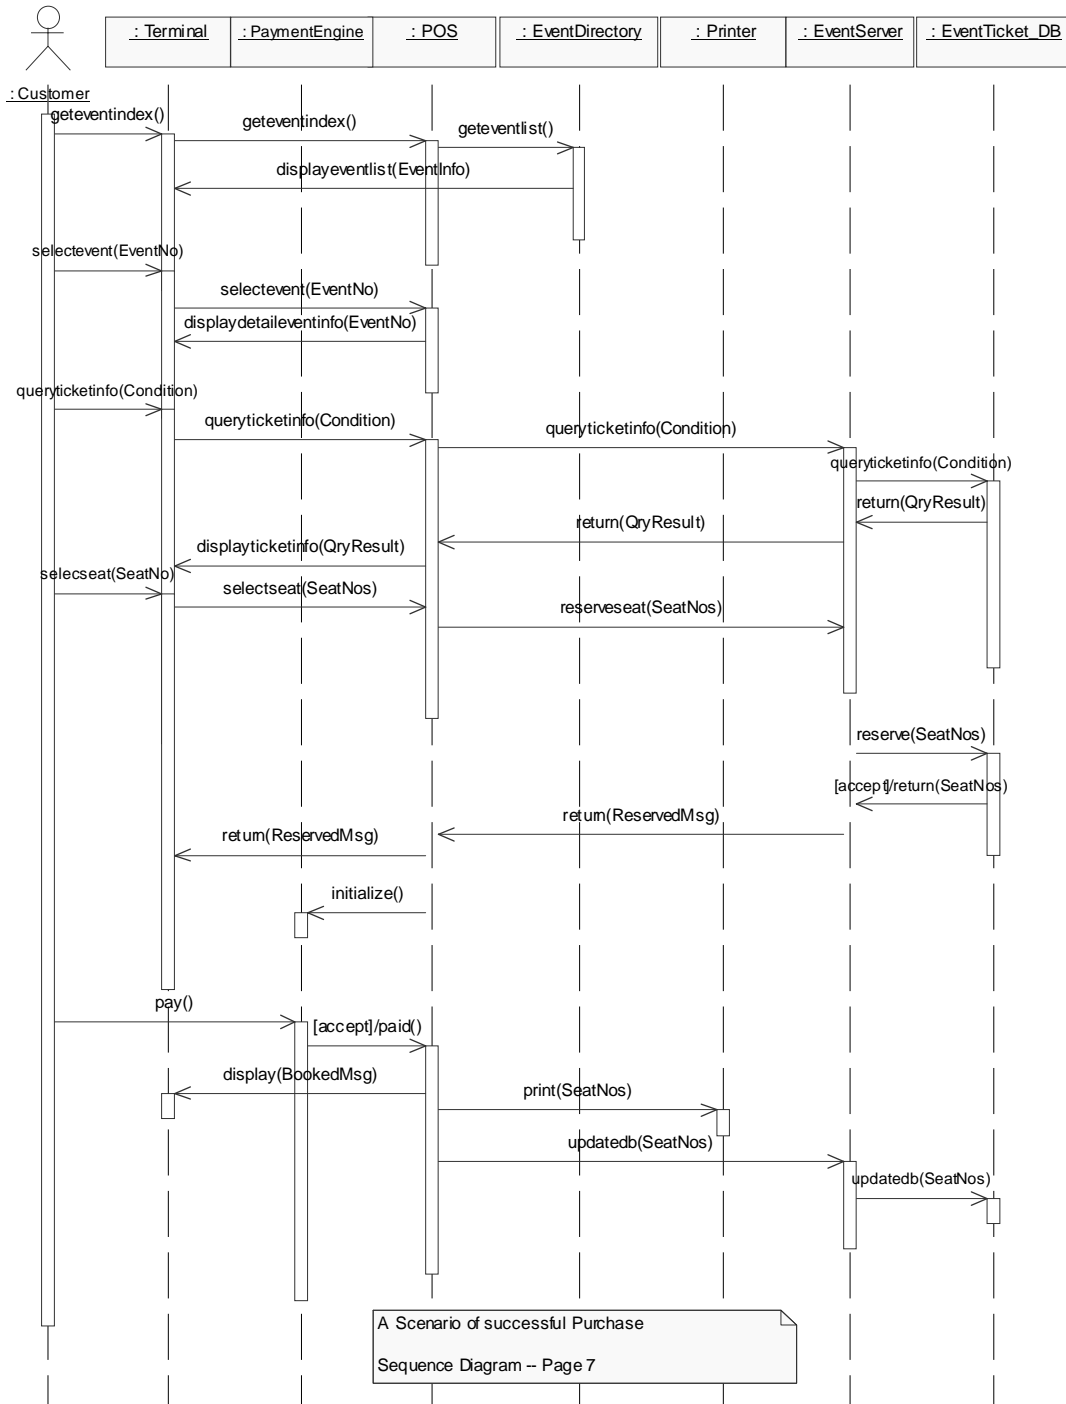 : Customer
: Terminal
: PaymentEngine
: POS
: EventDirectory
: Printer
: EventServer
: EventTicket_DB
geteventindex()
geteventindex()
geteventlist()
displayeventlist(EventInfo)
selectevent(EventNo)
selectevent(EventNo)
displaydetaileventinfo(EventNo)
queryticketinfo(Condition)
queryticketinfo(Condition)
queryticketinfo(Condition)
queryticketinfo(Condition)
return(QryResult)
return(QryResult)
displayticketinfo(QryResult)
selecseat(SeatNo)
selectseat(SeatNos)
reserveseat(SeatNos)
reserve(SeatNos)
[accept]/return(SeatNos)
return(ReservedMsg)
return(ReservedMsg)
initialize()
pay()
[accept]/paid()
display(BookedMsg)
print(SeatNos)
updatedb(SeatNos)
updatedb(SeatNos)
A Scenario of successful Purchase
Sequence Diagram -- Page 7